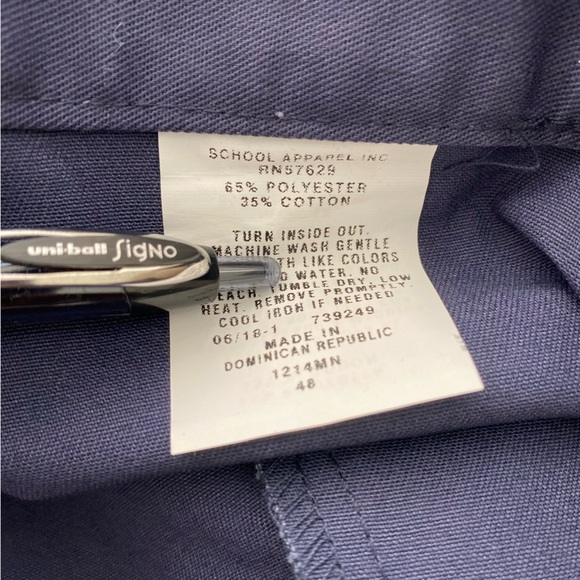 SCHOOL APPAREL INC
RN57629
65% POLYESTER
35% COTTON
TURN INSIDE OUT.
MACHINE WASH GENTLE
LIKE COLORS
WATER. NO
TUMBLE DRY, LOW
HEAT. REMOVE PROMPTLY.
COOL IRON IF NEEDED
06/18-1 739249
MADE IN
DOMINICAN REPUBLIC
1214MN
48
uni-ball SigNO